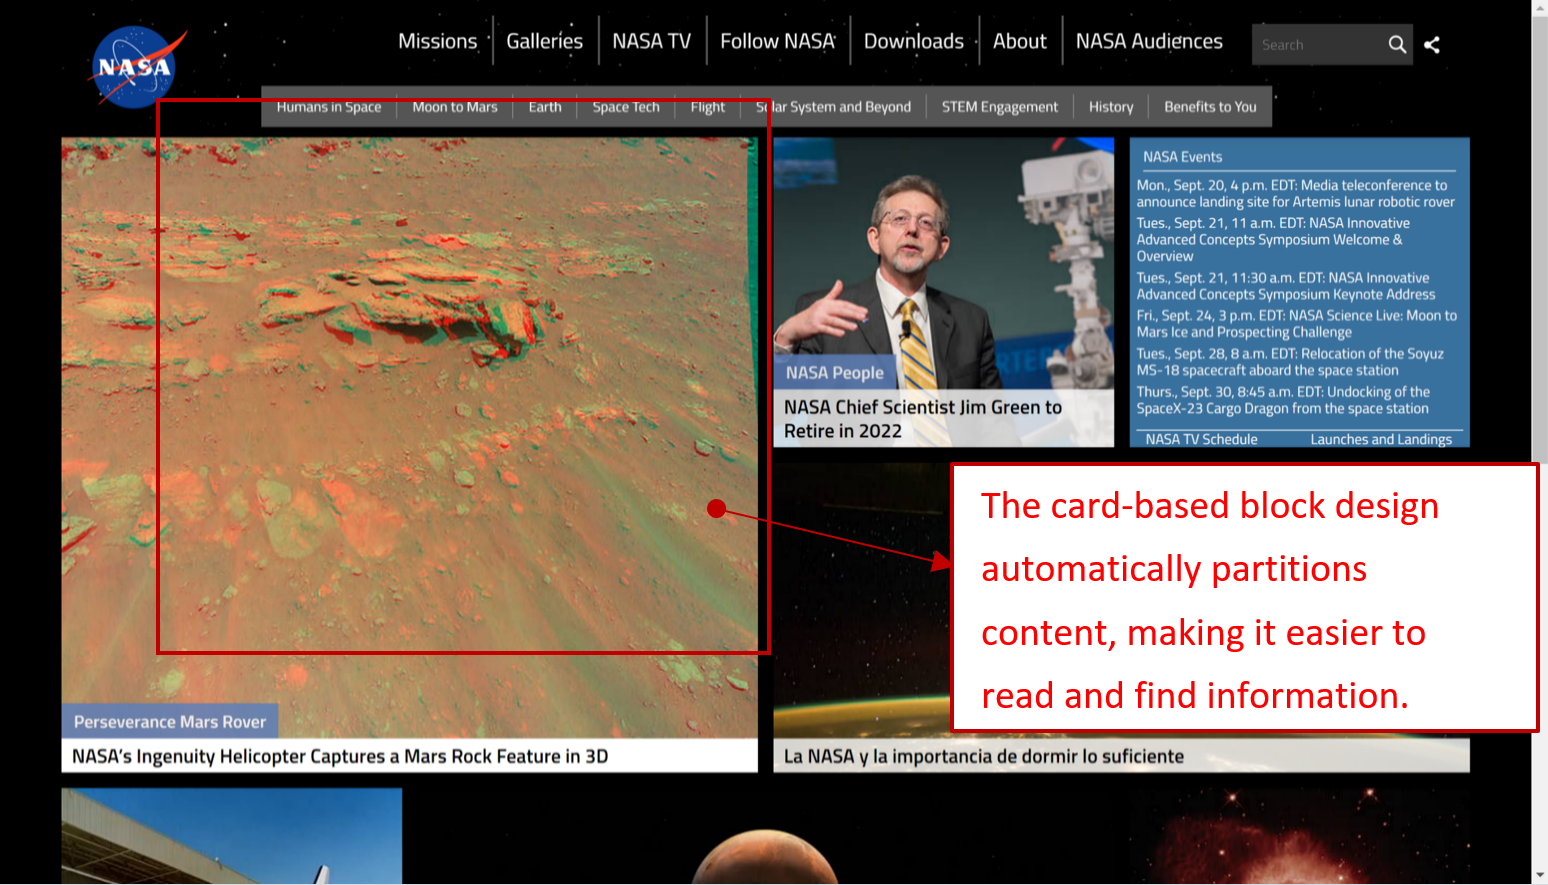 NASA
Missions
Galleries
NASA TV
Follow NASA
Downloads
About
NASA Audiences
Search
Humans in Space
Moon to Mars
Earth
Space Tech
Flight
Solar System and Beyond
STEM Engagement
History
Benefits to You
Perseverance Mars Rover
NASA's Ingenuity Helicopter Captures a Mars Rock Feature in 3D
NASA People
NASA Chief Scientist Jim Green to
Retire in 2022
NASA Events
Mon., Sept. 20, 4 p.m. EDT: Media teleconference to
announce landing site for Artemis lunar robotic rover
Tues., Sept. 21, 11 a.m. EDT: NASA Innovative
Advanced Concepts Symposium Welcome &
Overview
Tues., Sept. 21, 11:30 a.m. EDT: NASA Innovative
Advanced Concepts Symposium Keynote Address
Fri., Sept. 24, 3 p.m. EDT: NASA Science Live: Moon to
Mars Ice and Prospecting Challenge
Tues., Sept. 28, 8 a.m. EDT: Relocation of the Soyuz
MS-18 spacecraft aboard the space station
Thurs., Sept. 30, 8:45 a.m. EDT: Undocking of the
SpaceX-23 Cargo Dragon from the space station
NASA TV Schedule
Launches and Landings
The card-based block design
automatically partitions
content, making it easier to
read and find information.
La NASA y la importancia de dormir lo suficiente